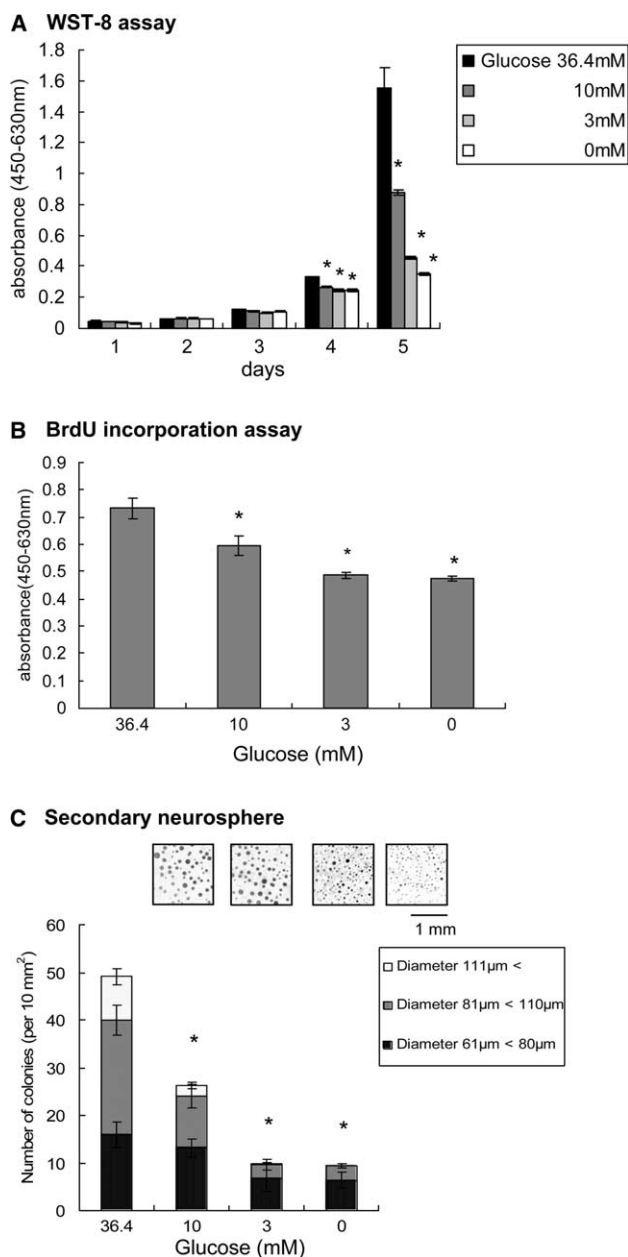 A WST-8 assay
1.8
1.6
1.4
1.2
1
0.8
0.6
0.4
0.2
0
absorbance (450-630nm)
* * *
*
*
*
1 2 3 4 5
days
Glucose 36.4mM
10mM
3mM
0mM
B BrdU incorporation assay
0.9
0.8
0.7
0.6
0.5
0.4
0.3
0.2
0.1
0
absorbance(450-630nm)
* * *
36.4 10 3 0
Glucose (mM)
C Secondary neurosphere
1 mm
60
50
40
30
20
10
0
Number of colonies (per 10 mm²)
* * *
Diameter 111µm <
Diameter 81µm < 110µm
Diameter 61µm < 80µm
36.4 10 3 0
Glucose (mM)